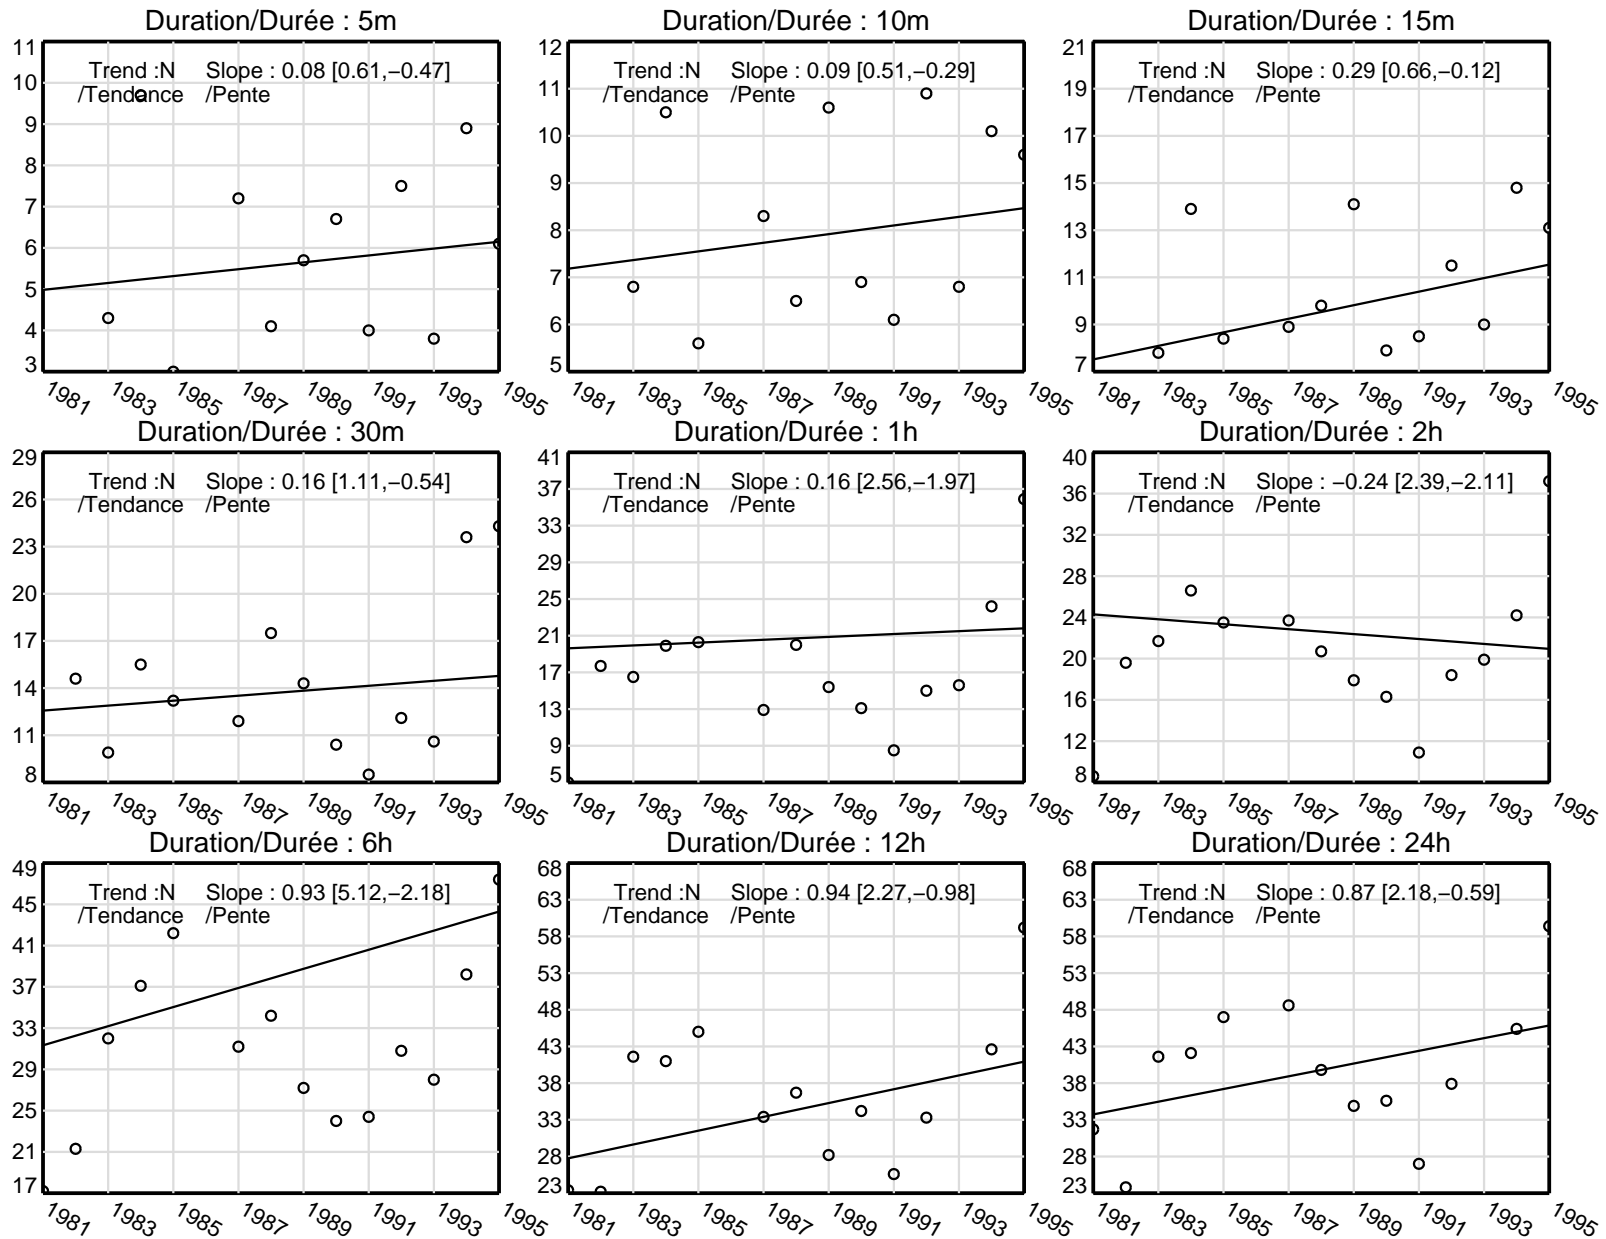 Duration/Durée : 5m
11
10
9
8
7
6
5
4
3
Trend :N Slope : 0.08 [0.61,−0.47]
/Tendance /Pente
1981 1983 1985 1987 1989 1991 1993 1995
Duration/Durée : 10m
12
11
10
9
8
7
6
5
Trend :N Slope : 0.09 [0.51,−0.29]
/Tendance /Pente
1981 1983 1985 1987 1989 1991 1993 1995
Duration/Durée : 15m
21
19
17
15
13
11
9
7
Trend :N Slope : 0.29 [0.66,−0.12]
/Tendance /Pente
1981 1983 1985 1987 1989 1991 1993 1995
Duration/Durée : 30m
29
26
23
20
17
14
11
8
Trend :N Slope : 0.16 [1.11,−0.54]
/Tendance /Pente
1981 1983 1985 1987 1989 1991 1993 1995
Duration/Durée : 1h
41
37
33
29
25
21
17
13
9
5
Trend :N Slope : 0.16 [2.56,−1.97]
/Tendance /Pente
1981 1983 1985 1987 1989 1991 1993 1995
Duration/Durée : 2h
40
36
32
28
24
20
16
12
8
Trend :N Slope : −0.24 [2.39,−2.11]
/Tendance /Pente
1981 1983 1985 1987 1989 1991 1993 1995
Duration/Durée : 6h
49
45
41
37
33
29
25
21
17
Trend :N Slope : 0.93 [5.12,−2.18]
/Tendance /Pente
1981 1983 1985 1987 1989 1991 1993 1995
Duration/Durée : 12h
68
63
58
53
48
43
38
33
28
23
Trend :N Slope : 0.94 [2.27,−0.98]
/Tendance /Pente
1981 1983 1985 1987 1989 1991 1993 1995
Duration/Durée : 24h
68
63
58
53
48
43
38
33
28
23
Trend :N Slope : 0.87 [2.18,−0.59]
/Tendance /Pente
1981 1983 1985 1987 1989 1991 1993 1995